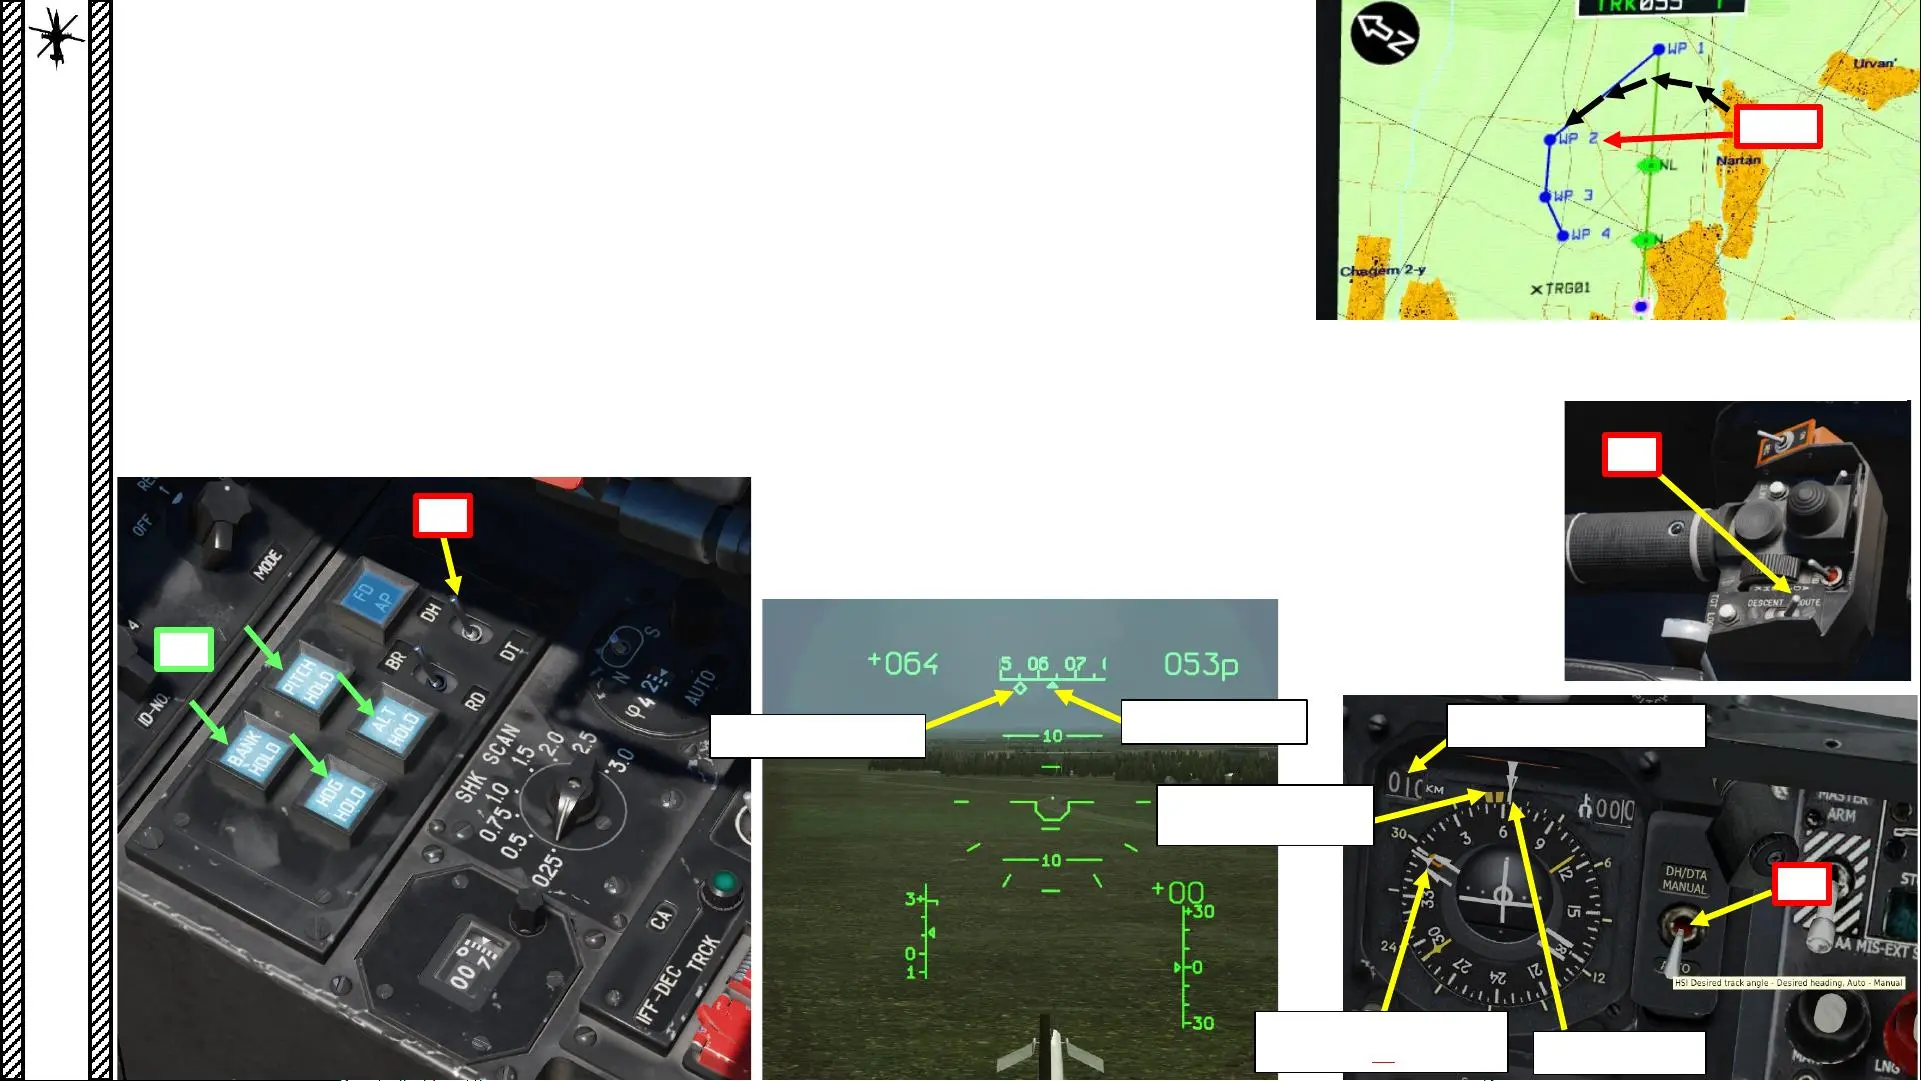 TRK055 T
WP 1
Urvan'
WP 2
Nartan
NL
WP 3
WP 4
N
Chagem 2-y
TRG01
DESCENT ROUTE
OFF
MODE
ID-NO.
FD
AP
DH
DT
BR
RD
PITCH
HOLD
ALT
HOLD
BANK
HOLD
HDG
HOLD
N
S
φ4
AUTO
SHK SCAN
0.25
0.5
0.75
1.0
1.5
2.0
2.5
3.0
CA
IFF-DEC
TRCK
+064
5 06 07
053p
10
10
+00
3+
0-
1
+30
0
-30
KM
30
33
3
6
9
12
15
21
24
27
30
6
12
24
DH/DTA
MANUAL
AUTO
MASTER
ARM
AA MIS-EXT S
HSI Desired track angle - Desired heading, Auto - Manual
LNG